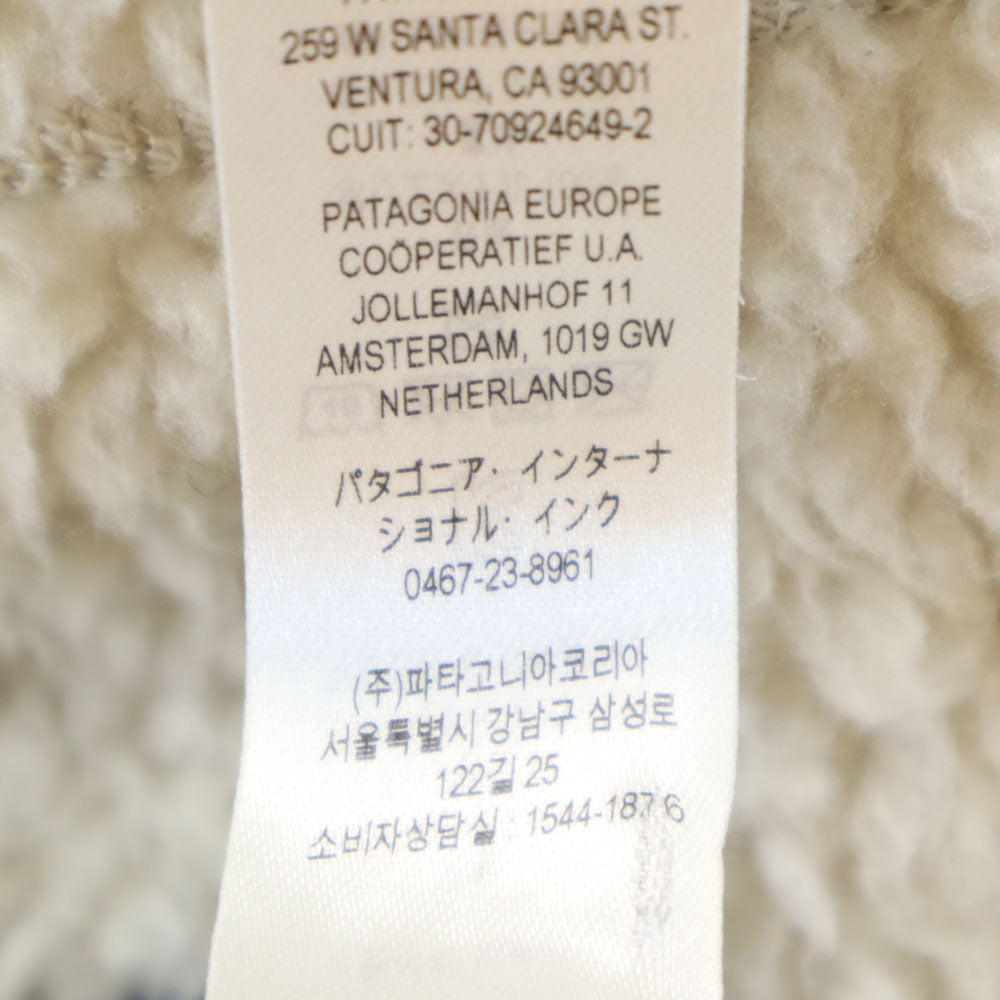 259 W SANTA CLARA ST.
VENTURA, CA 93001
CUIT: 30-70924649-2
PATAGONIA EUROPE
COÖPERATIEF U.A.
JOLLEMANHOF 11
AMSTERDAM, 1019 GW
NETHERLANDS
パタゴニア・インターナ
ショナル・インク
0467-23-8961
(주)파타고니아코리아
서울특별시 강남구 삼성로
122길 25
소비자상담실 : 1544-1876